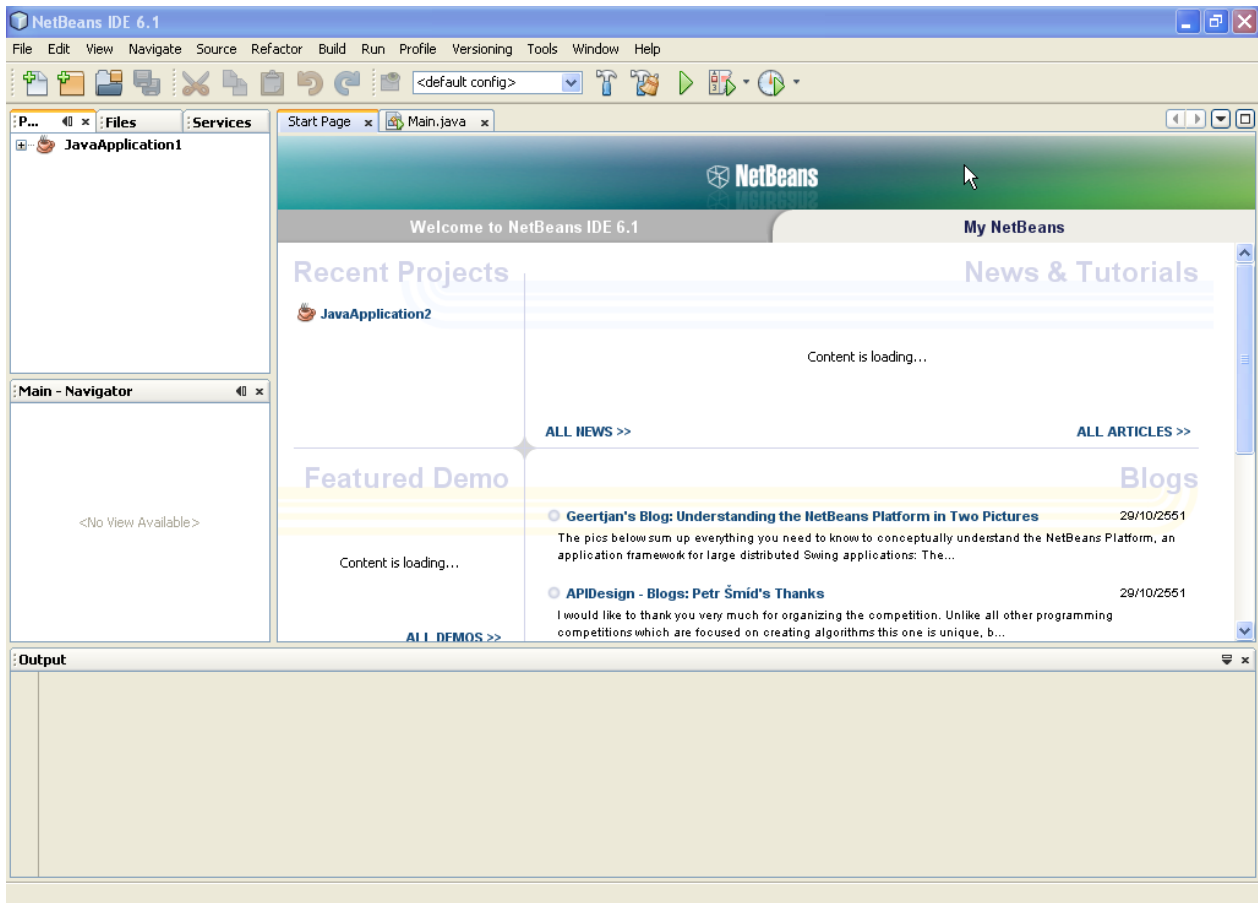 NetBeans IDE 6.1
File Edit View Navigate Source Refactor Build Run Profile Versioning Tools Window Help
<default config>
P... Files Services
JavaApplication1
Start Page Main.java
NetBeans
Welcome to NetBeans IDE 6.1
My NetBeans
Recent Projects
JavaApplication2
News & Tutorials
Content is loading...
ALL NEWS >>
ALL ARTICLES >>
Main - Navigator
<No View Available>
Featured Demo
Content is loading...
ALL DEMOS >>
Blogs
Geertjan's Blog: Understanding the NetBeans Platform in Two Pictures 29/10/2551
The pics below sum up everything you need to know to conceptually understand the NetBeans Platform, an
application framework for large distributed Swing applications: The...
APIDesign - Blogs: Petr Šmíd's Thanks 29/10/2551
I would like to thank you very much for organizing the competition. Unlike all other programming
competitions which are focused on creating algorithms this one is unique, b...
Output